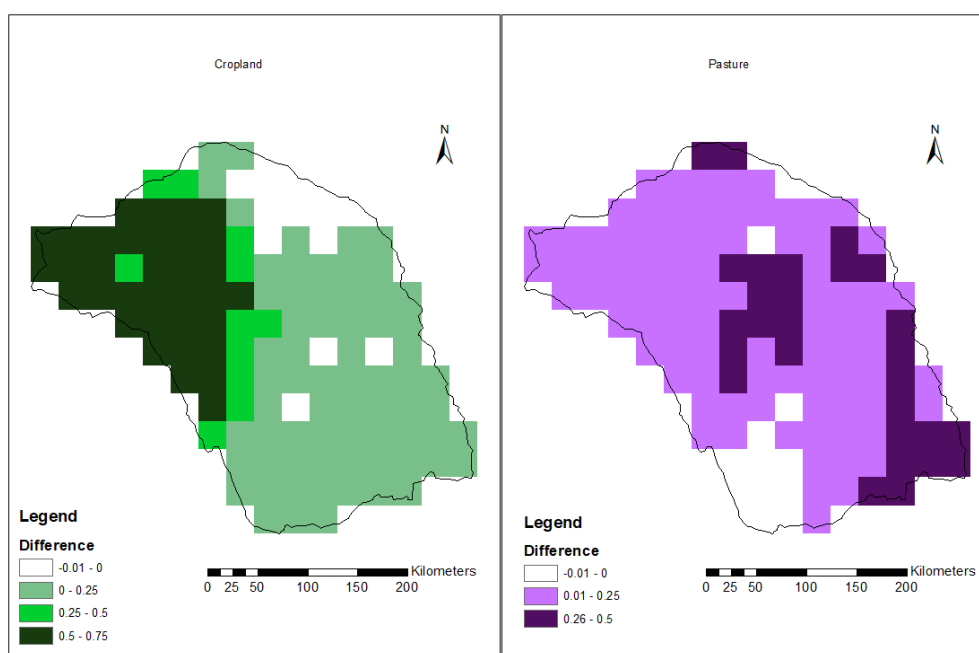 Cropland
N
Legend
Difference
-0.01 - 0
0 - 0.25
0.25 - 0.5
0.5 - 0.75
Kilometers
0 25 50 100 150 200
Pasture
N
Legend
Difference
-0.01 - 0
0.01 - 0.25
0.26 - 0.5
Kilometers
0 25 50 100 150 200